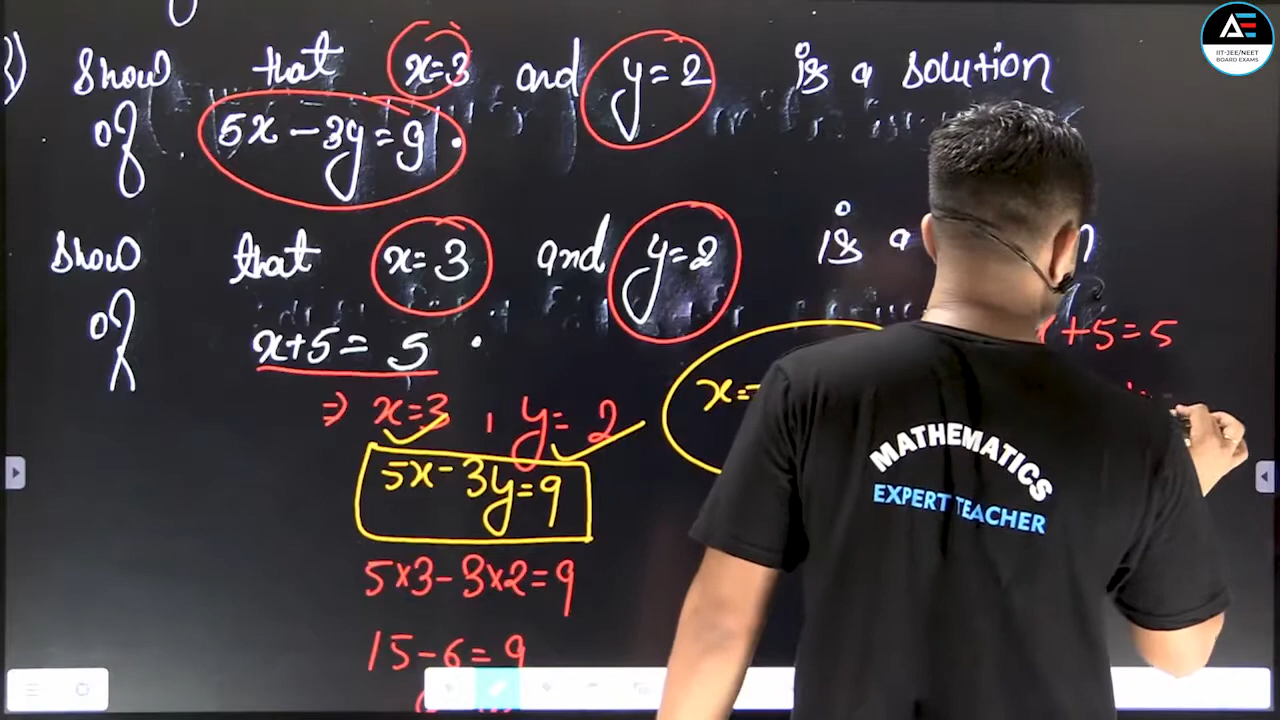 Show that x=3 and y=2 is a solution
of 5x-3y=9.
Show that x=3 and y=2 is a
of x+5=5.
x+5=5
⇒ x=3, y=2
x=
5x-3y=9
5×3-3×2=9
15-6=9
MATHEMATICS
EXPERT TEACHER
AE
IIT-JEE/NEET
BOARD EXAMS